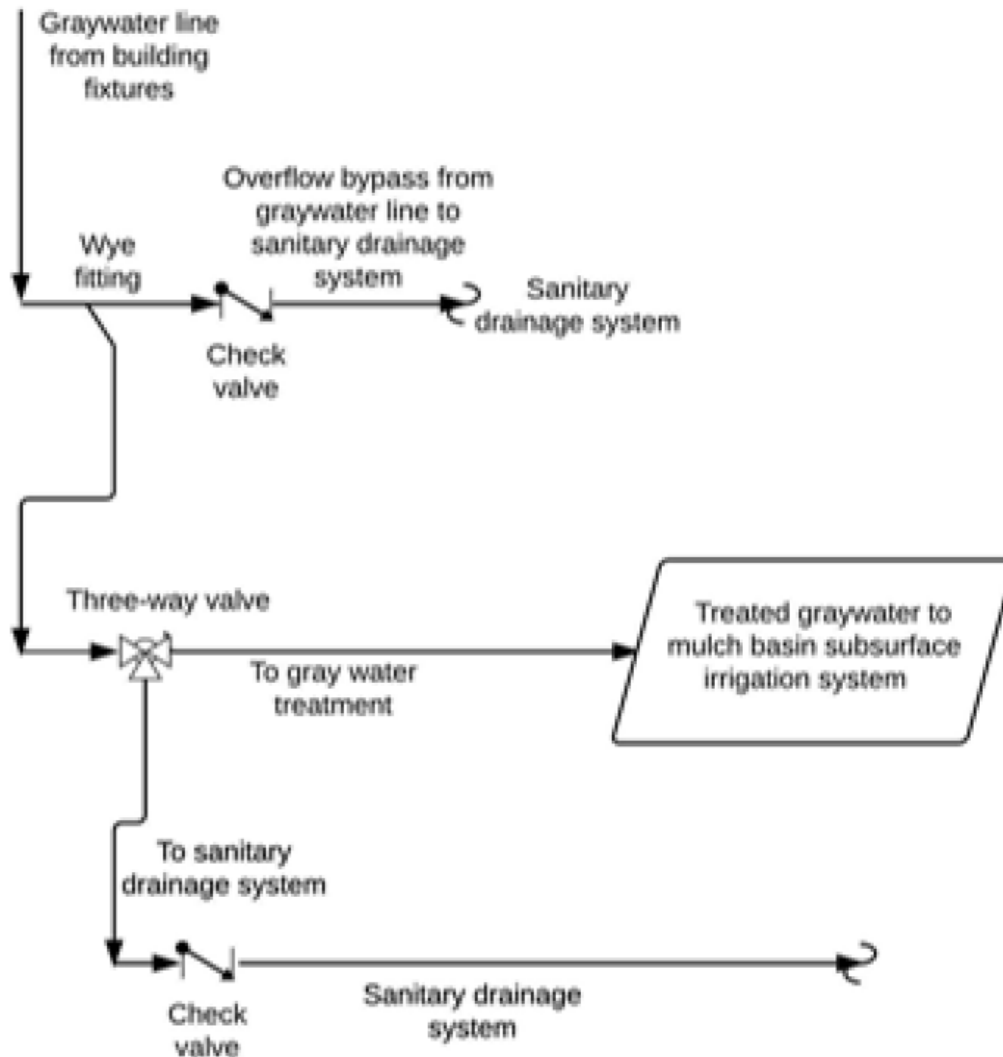 Graywater line
from building
fixtures
Overflow bypass from
graywater line to
sanitary drainage
system
Wye
fitting
Sanitary
drainage system
Check
valve
Three-way valve
Treated graywater to
mulch basin subsurface
irrigation system
To gray water
treatment
To sanitary
drainage system
Sanitary drainage
system
Check
valve